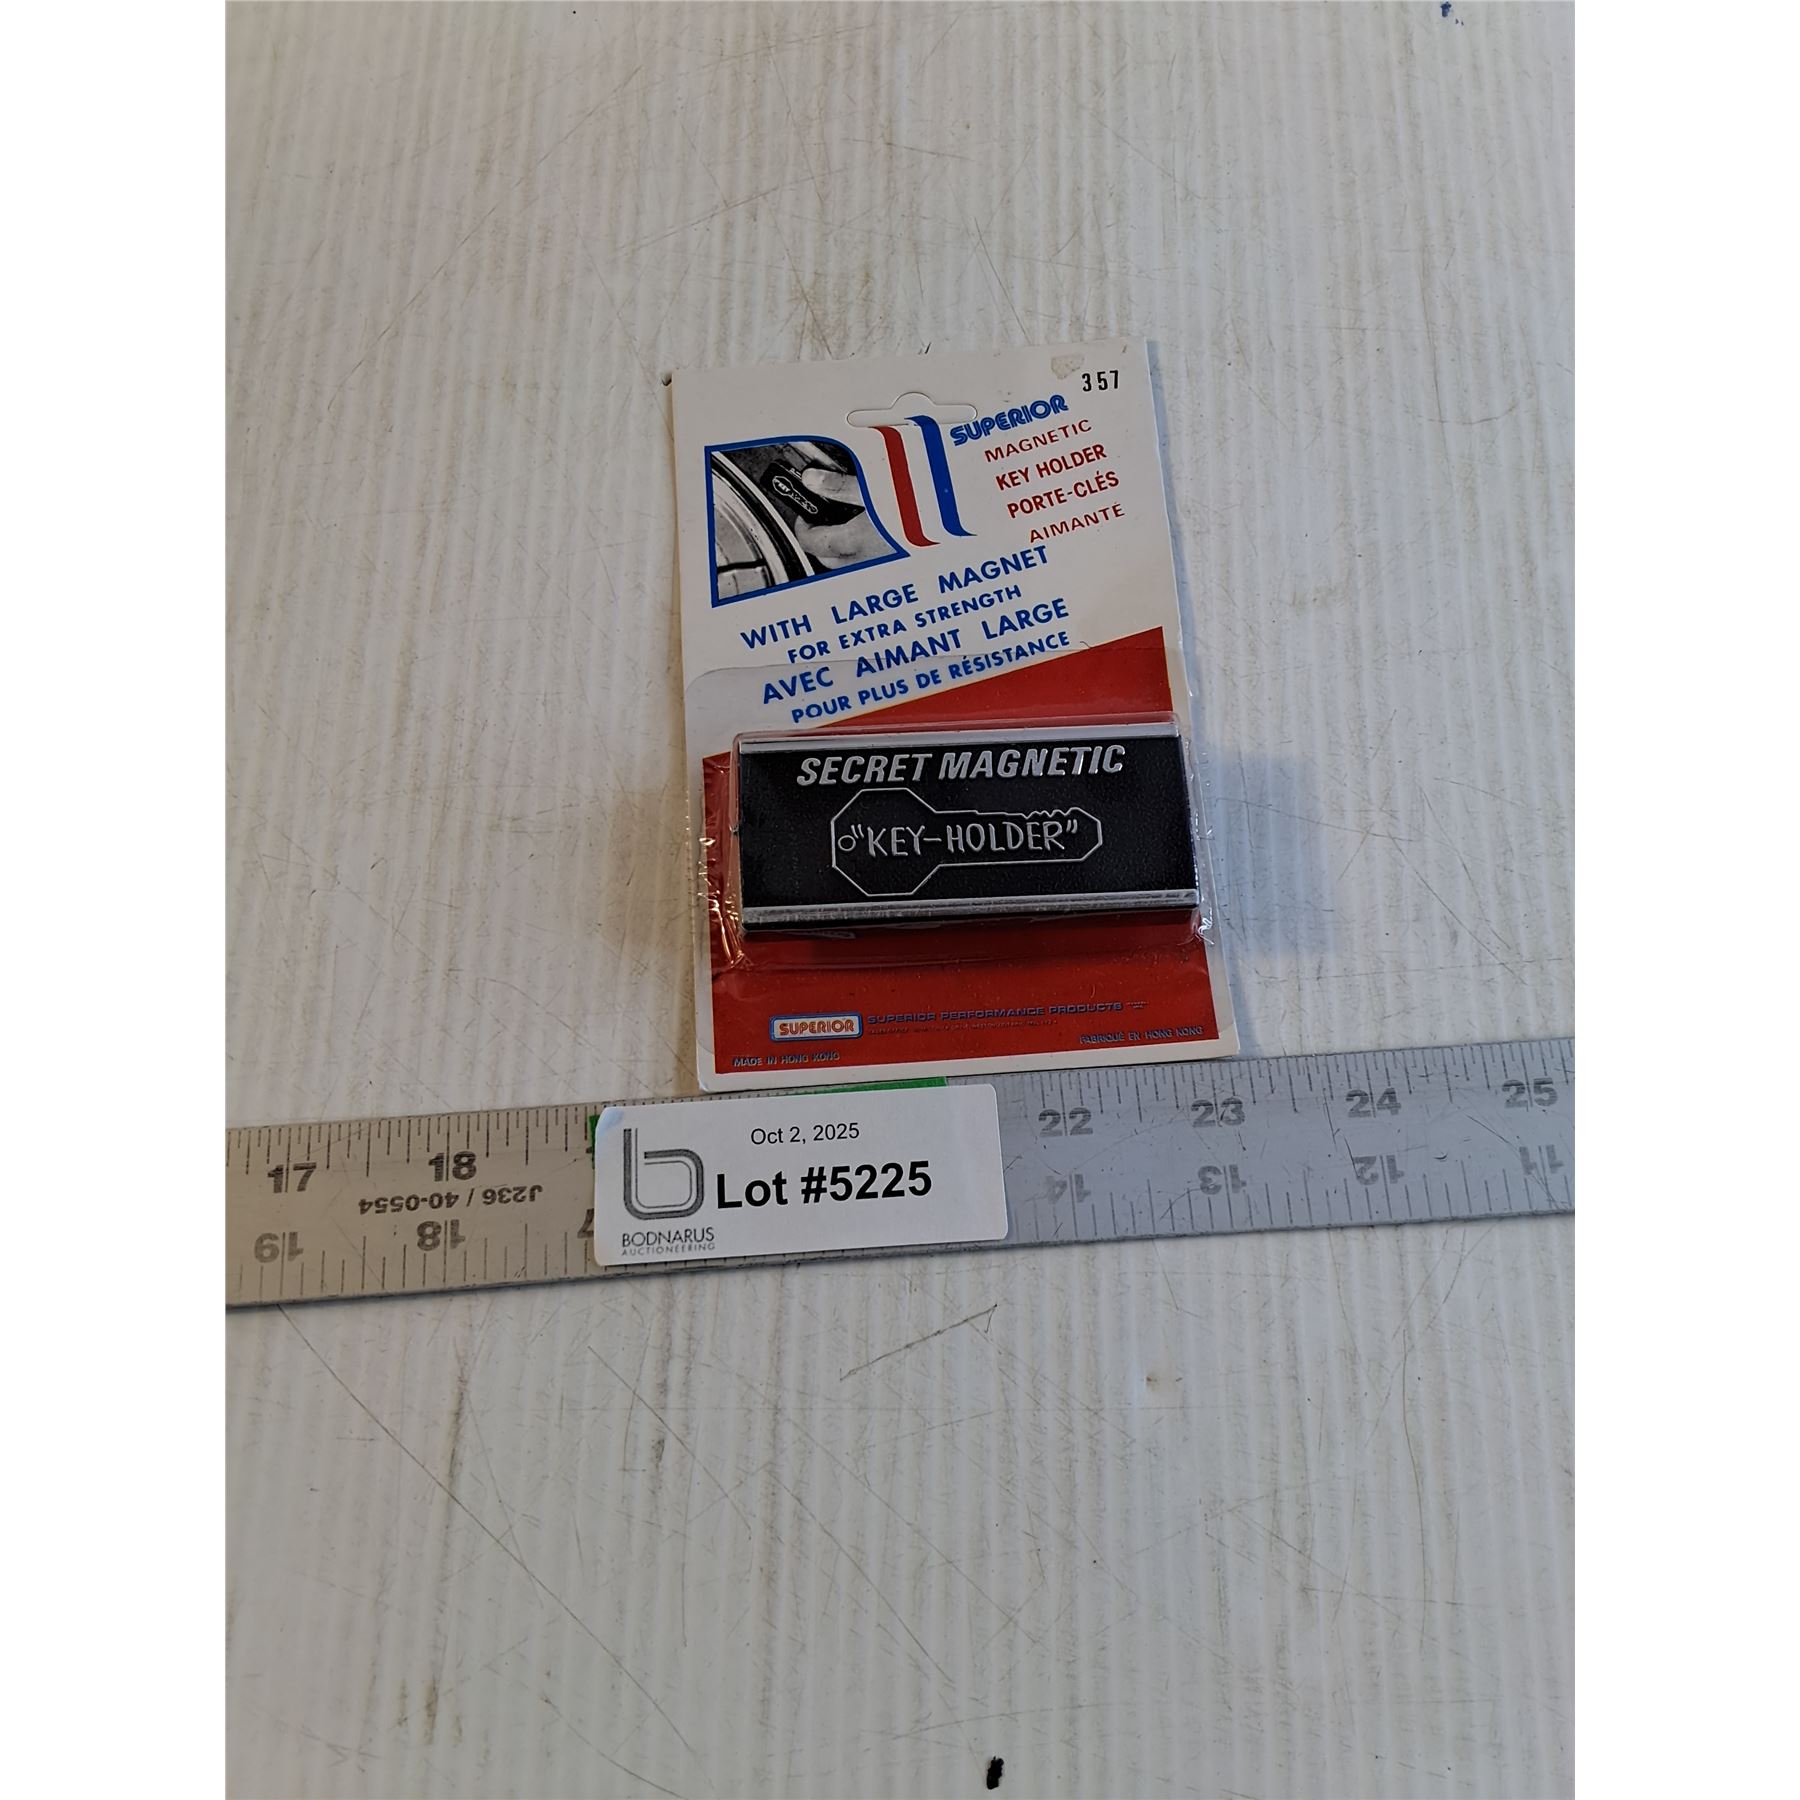 357
SUPERIOR
MAGNETIC
KEY HOLDER
PORTE-CLÉS
AIMANTÉ
WITH LARGE MAGNET
FOR EXTRA STRENGTH
AVEC AIMANT LARGE
POUR PLUS DE RÉSISTANCE
SECRET MAGNETIC
"KEY-HOLDER"
SUPERIOR SUPERIOR PERFORMANCE PRODUCTS
MADE IN HONG KONG
FABRIQUÉ EN HONG KONG
17 18 22 23 24 25
J236 / 40-0554
19 18 14 13 12 11
Oct 2, 2025
Lot #5225
BODNARUS
AUCTIONEERING